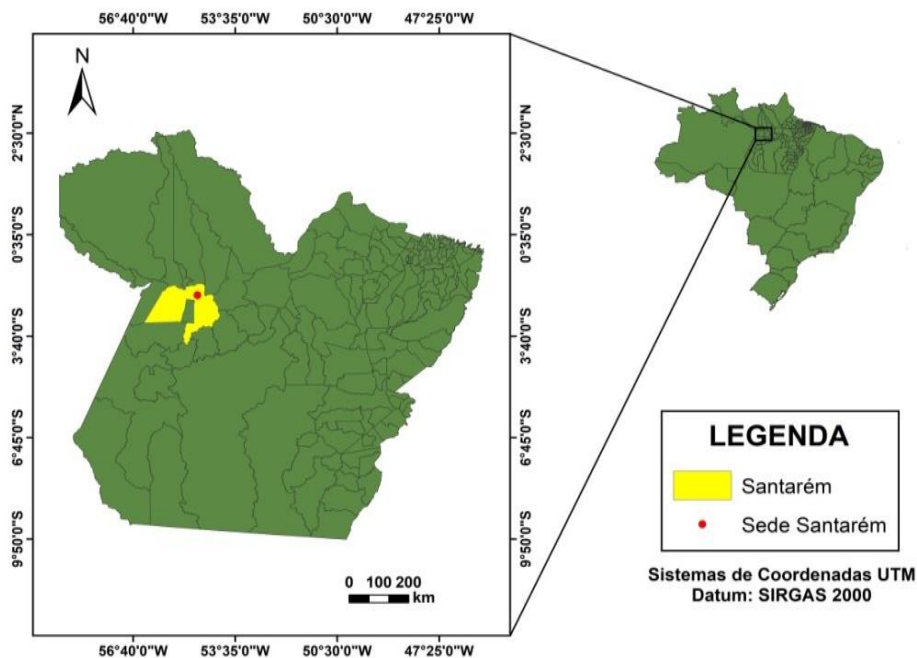 56°40'0"W 53°35'0"W 50°30'0"W 47°25'0"W
N
2°30'0"N
0°35'0"S
3°40'0"S
6°45'0"S
9°50'0"S
2°30'0"N
0°35'0"S
3°40'0"S
6°45'0"S
9°50'0"S
0 100 200
km
56°40'0"W 53°35'0"W 50°30'0"W 47°25'0"W
LEGENDA
Santarém
Sede Santarém
Sistemas de Coordenadas UTM
Datum: SIRGAS 2000